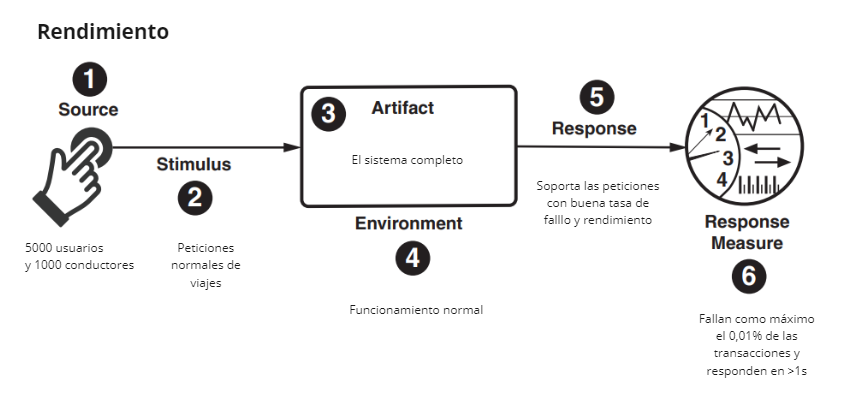 Rendimiento
1
Source
5000 usuarios
y 1000 conductores
Stimulus
2
Peticiones
normales de
viajes
3
Artifact
El sistema completo
Environment
4
Funcionamiento normal
5
Response
Soporta las peticiones
con buena tasa de
falllo y rendimiento
1
2
3
4
Response
Measure
6
Fallan como máximo
el 0,01% de las
transacciones y
responden en >1s